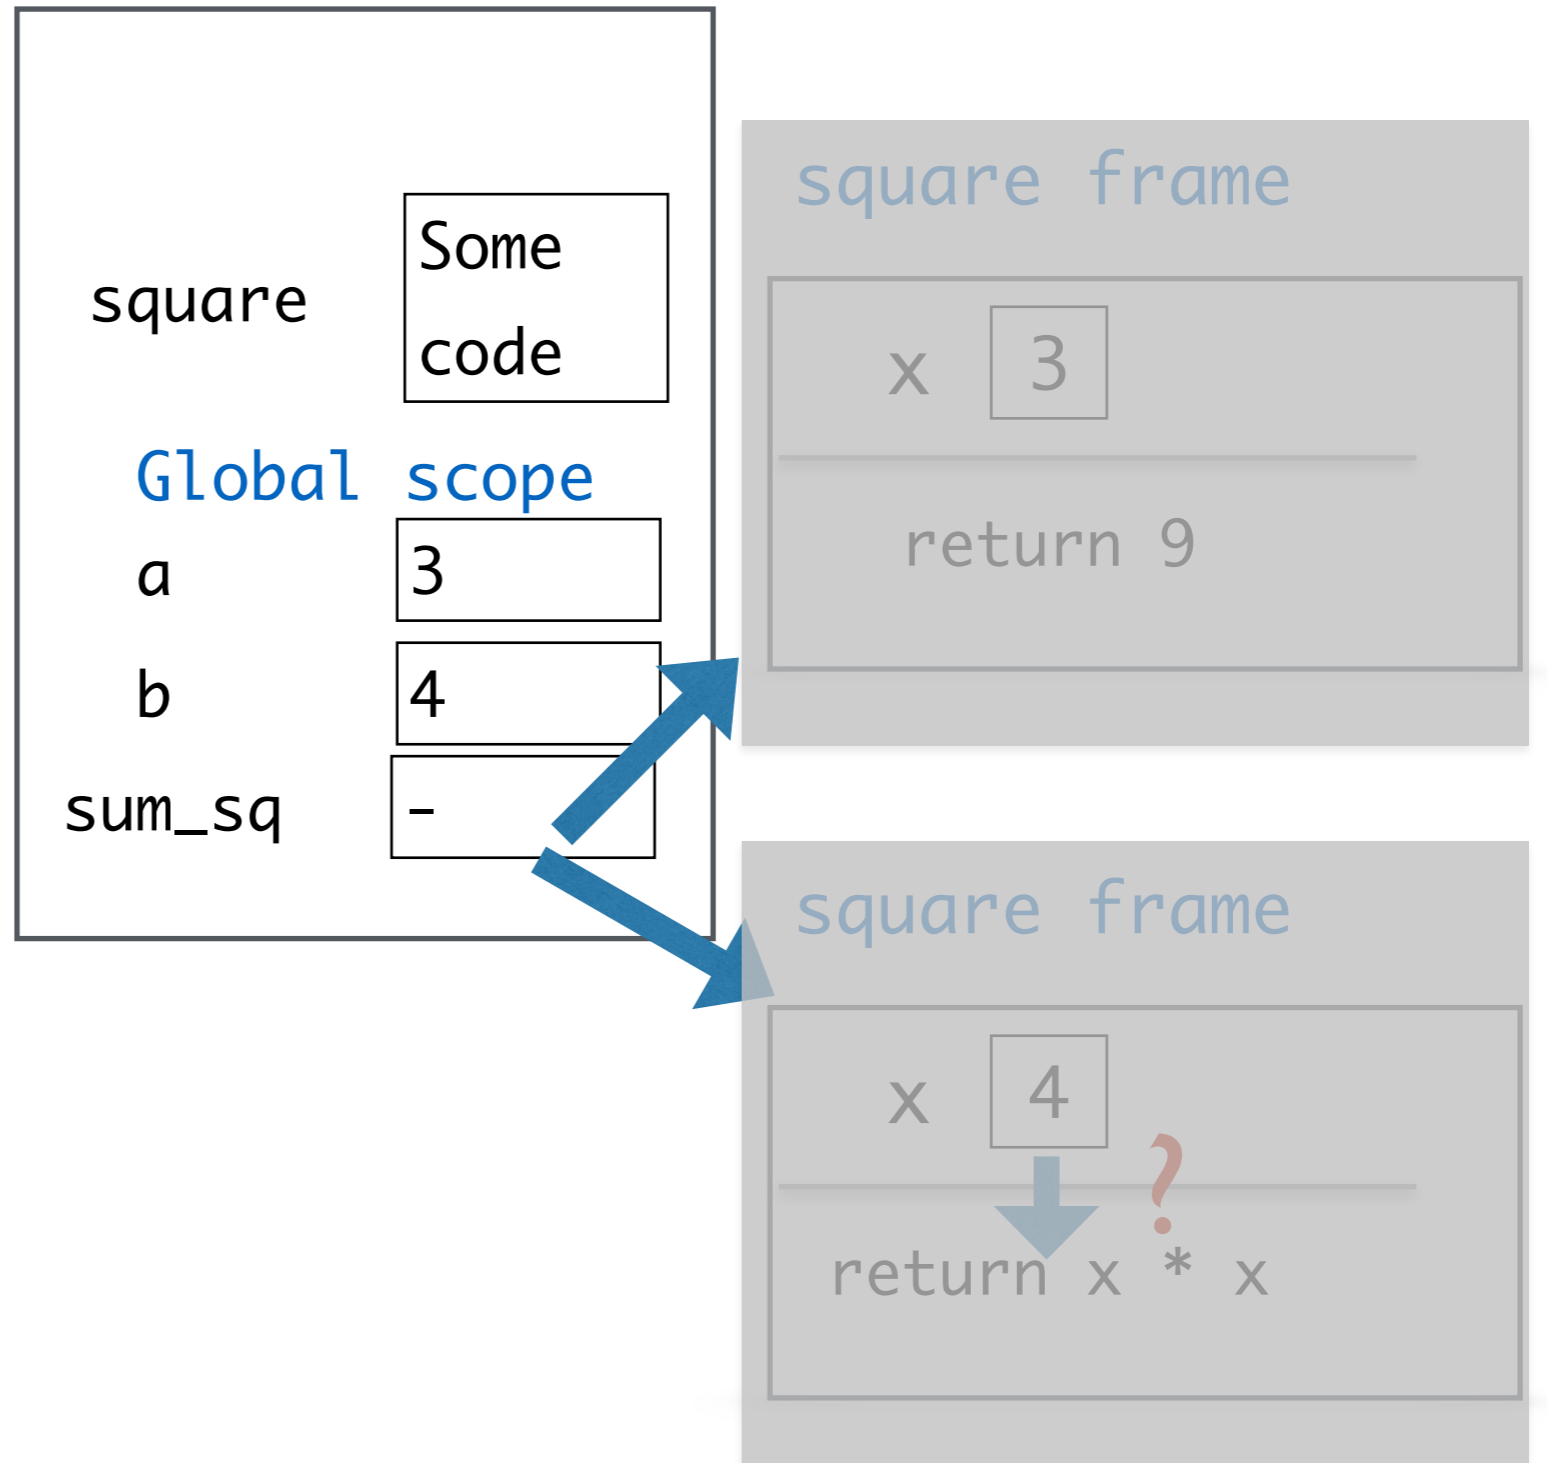 Some
square
code
Global scope
a 3
b 4
sum_sq -
square frame
x 3
return 9
square frame
x 4
?
return x * x